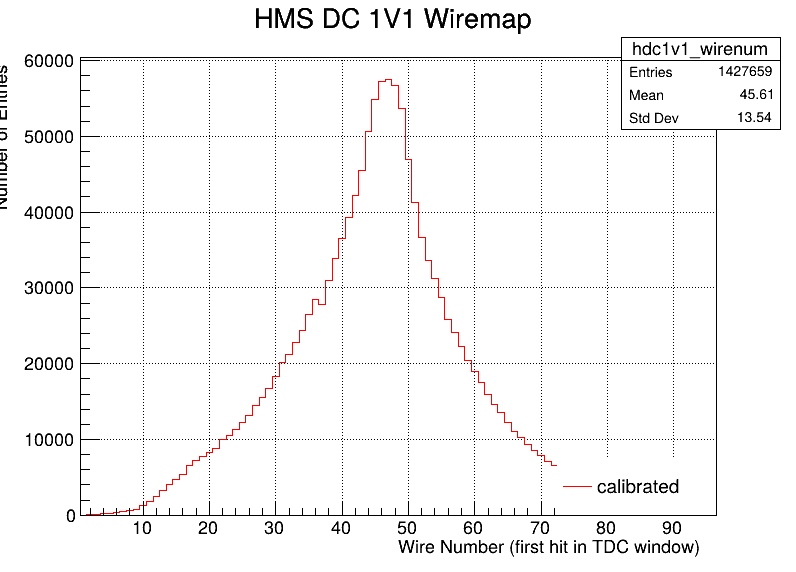 HMS DC 1V1 Wiremap
hdc1v1_wirenum
Entries 1427659
Mean 45.61
Std Dev 13.54
Number of Entries
60000
50000
40000
30000
20000
10000
0
10 20 30 40 50 60 70 80 90
calibrated
Wire Number (first hit in TDC window)